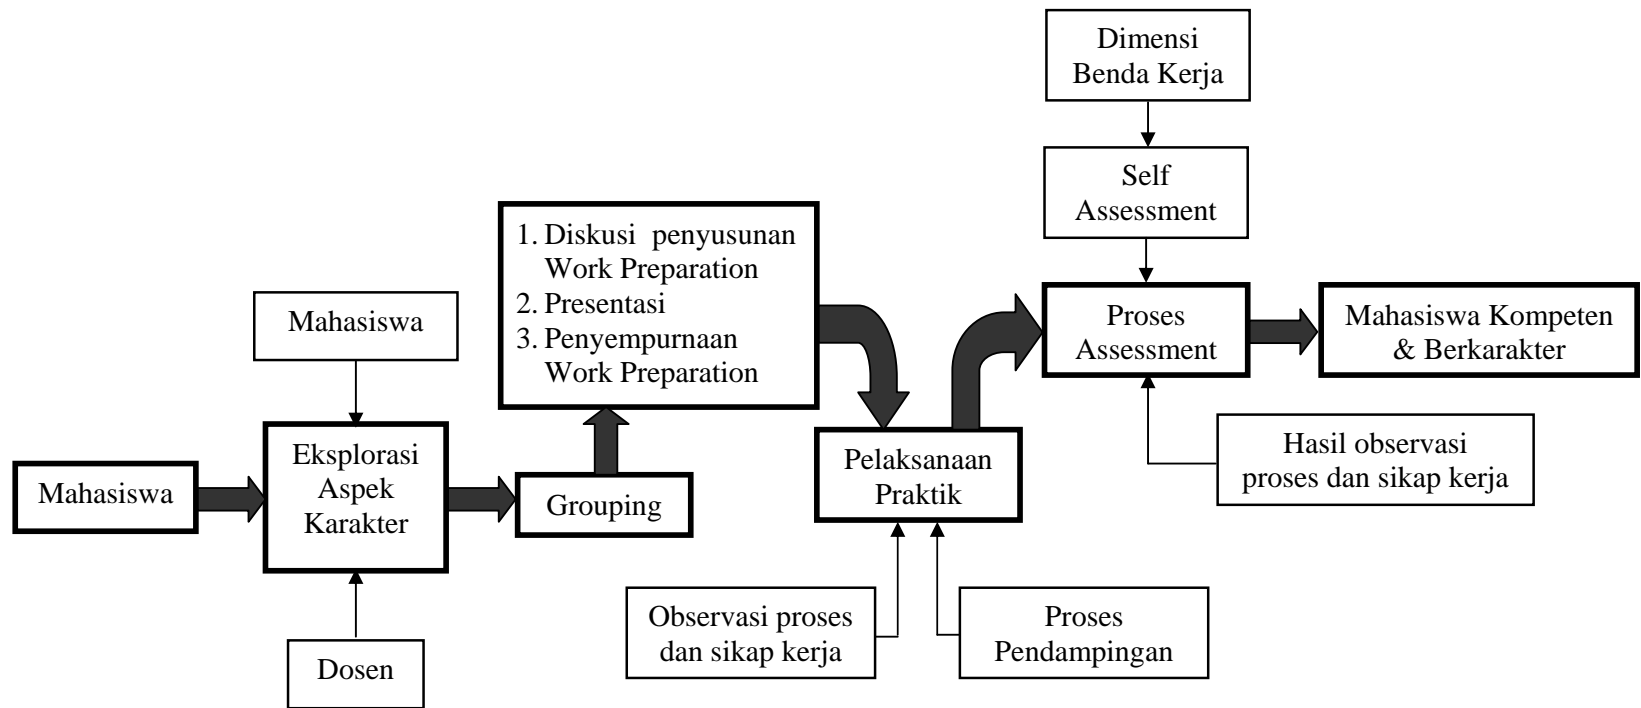 Dimensi
Benda Kerja
Self
Assessment
1. Diskusi penyusunan
Work Preparation
2. Presentasi
3. Penyempurnaan
Work Preparation
Mahasiswa
Proses
Assessment
Mahasiswa Kompeten
& Berkarakter
Mahasiswa
Eksplorasi
Aspek
Karakter
Grouping
Pelaksanaan
Praktik
Hasil observasi
proses dan sikap kerja
Dosen
Observasi proses
dan sikap kerja
Proses
Pendampingan